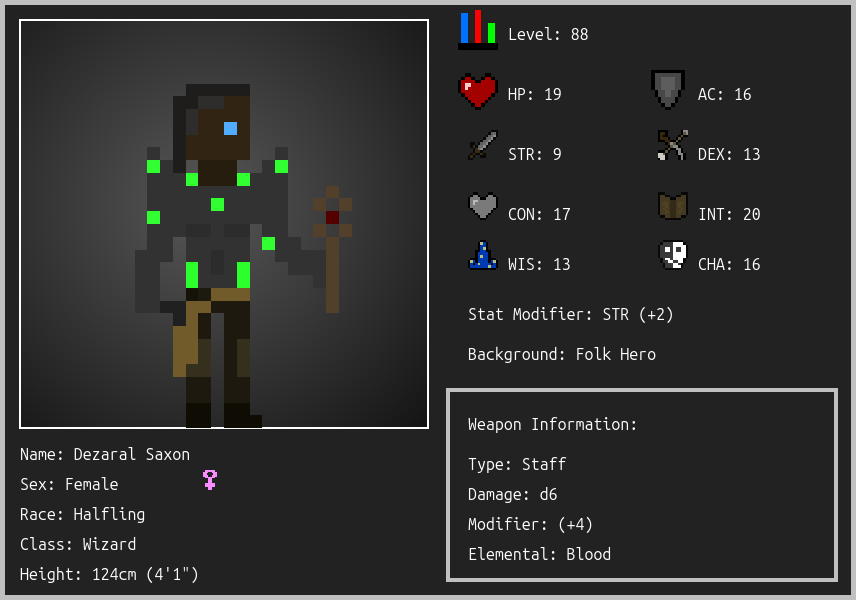 Level: 88
HP: 19
AC: 16
STR: 9
DEX: 13
CON: 17
INT: 20
WIS: 13
CHA: 16
Stat Modifier: STR (+2)
Background: Folk Hero
Weapon Information:
Type: Staff
Damage: d6
Modifier: (+4)
Elemental: Blood
Name: Dezaral Saxon
Sex: Female
Race: Halfling
Class: Wizard
Height: 124cm (4'1")